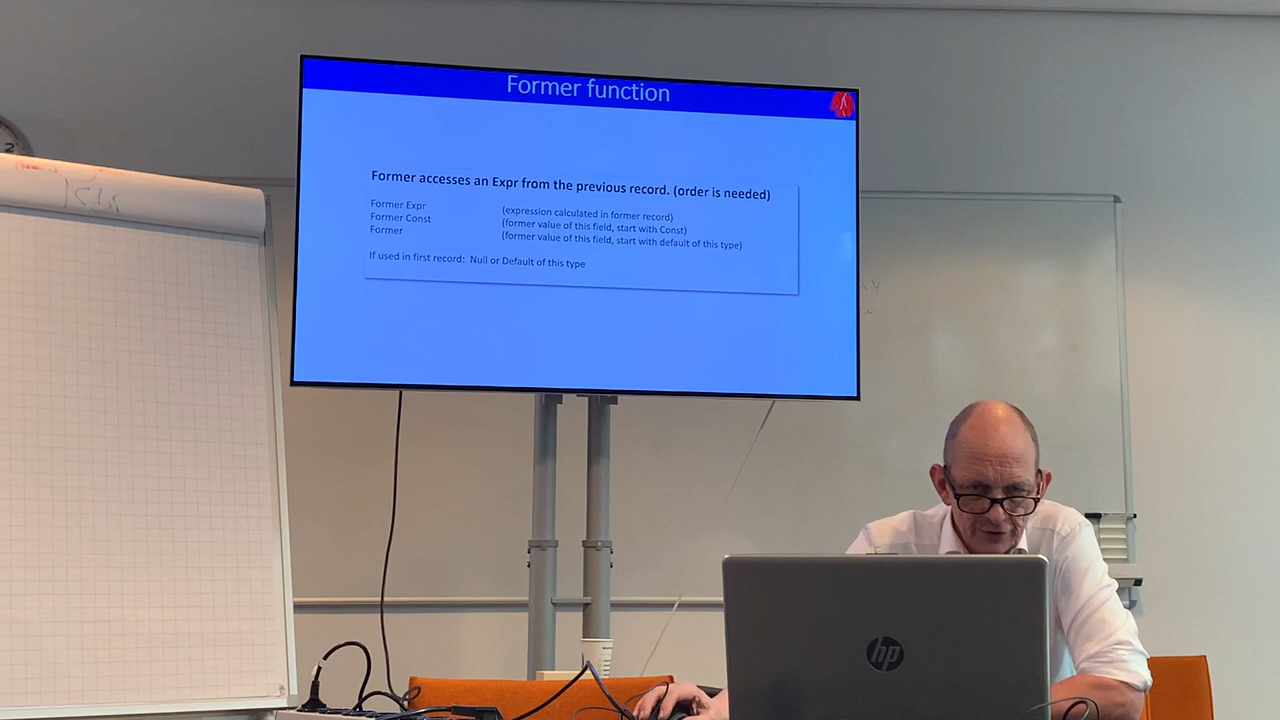 Former function
Former accesses an Expr from the previous record. (order is needed)
Former Expr (expression calculated in former record)
Former Const (former value of this field, start with Const)
Former (former value of this field, start with default of this type)
If used in first record: Null or Default of this type
2
hp